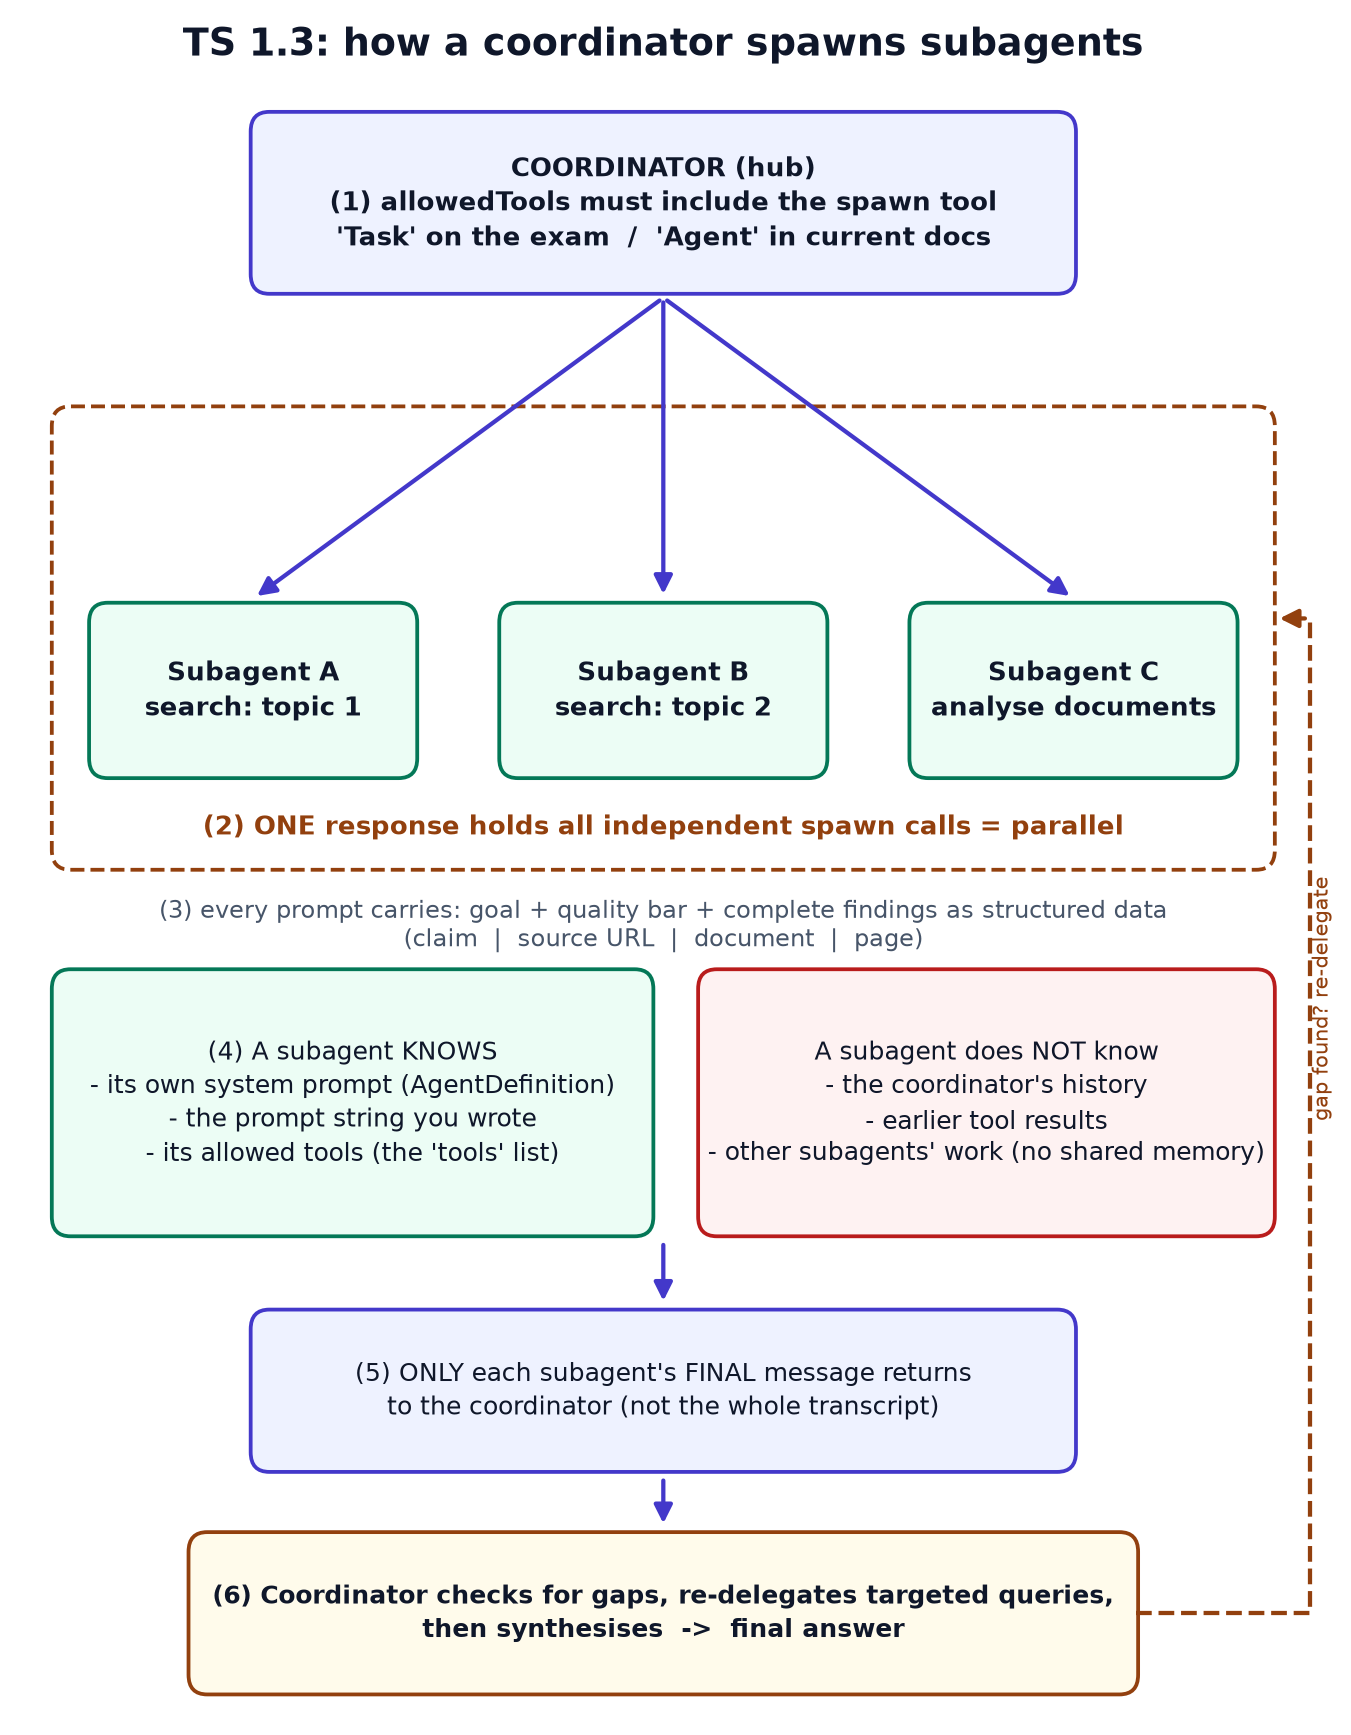 TS 1.3: how a coordinator spawns subagents
COORDINATOR (hub)
(1) allowedTools must include the spawn tool
'Task' on the exam  /  'Agent' in current docs
Subagent A
search: topic 1
Subagent B
search: topic 2
Subagent C
analyse documents
(2) ONE response holds all independent spawn calls = parallel
(3) every prompt carries: goal + quality bar + complete findings as structured data
(claim  |  source URL  |  document  |  page)
gap found? re-delegate
(4) A subagent KNOWS
- its own system prompt (AgentDefinition)
- the prompt string you wrote
- its allowed tools (the 'tools' list)
A subagent does NOT know
- the coordinator's history
- earlier tool results
- other subagents' work (no shared memory)
(5) ONLY each subagent's FINAL message returns
to the coordinator (not the whole transcript)
(6) Coordinator checks for gaps, re-delegates targeted queries,
then synthesises  ->  final answer